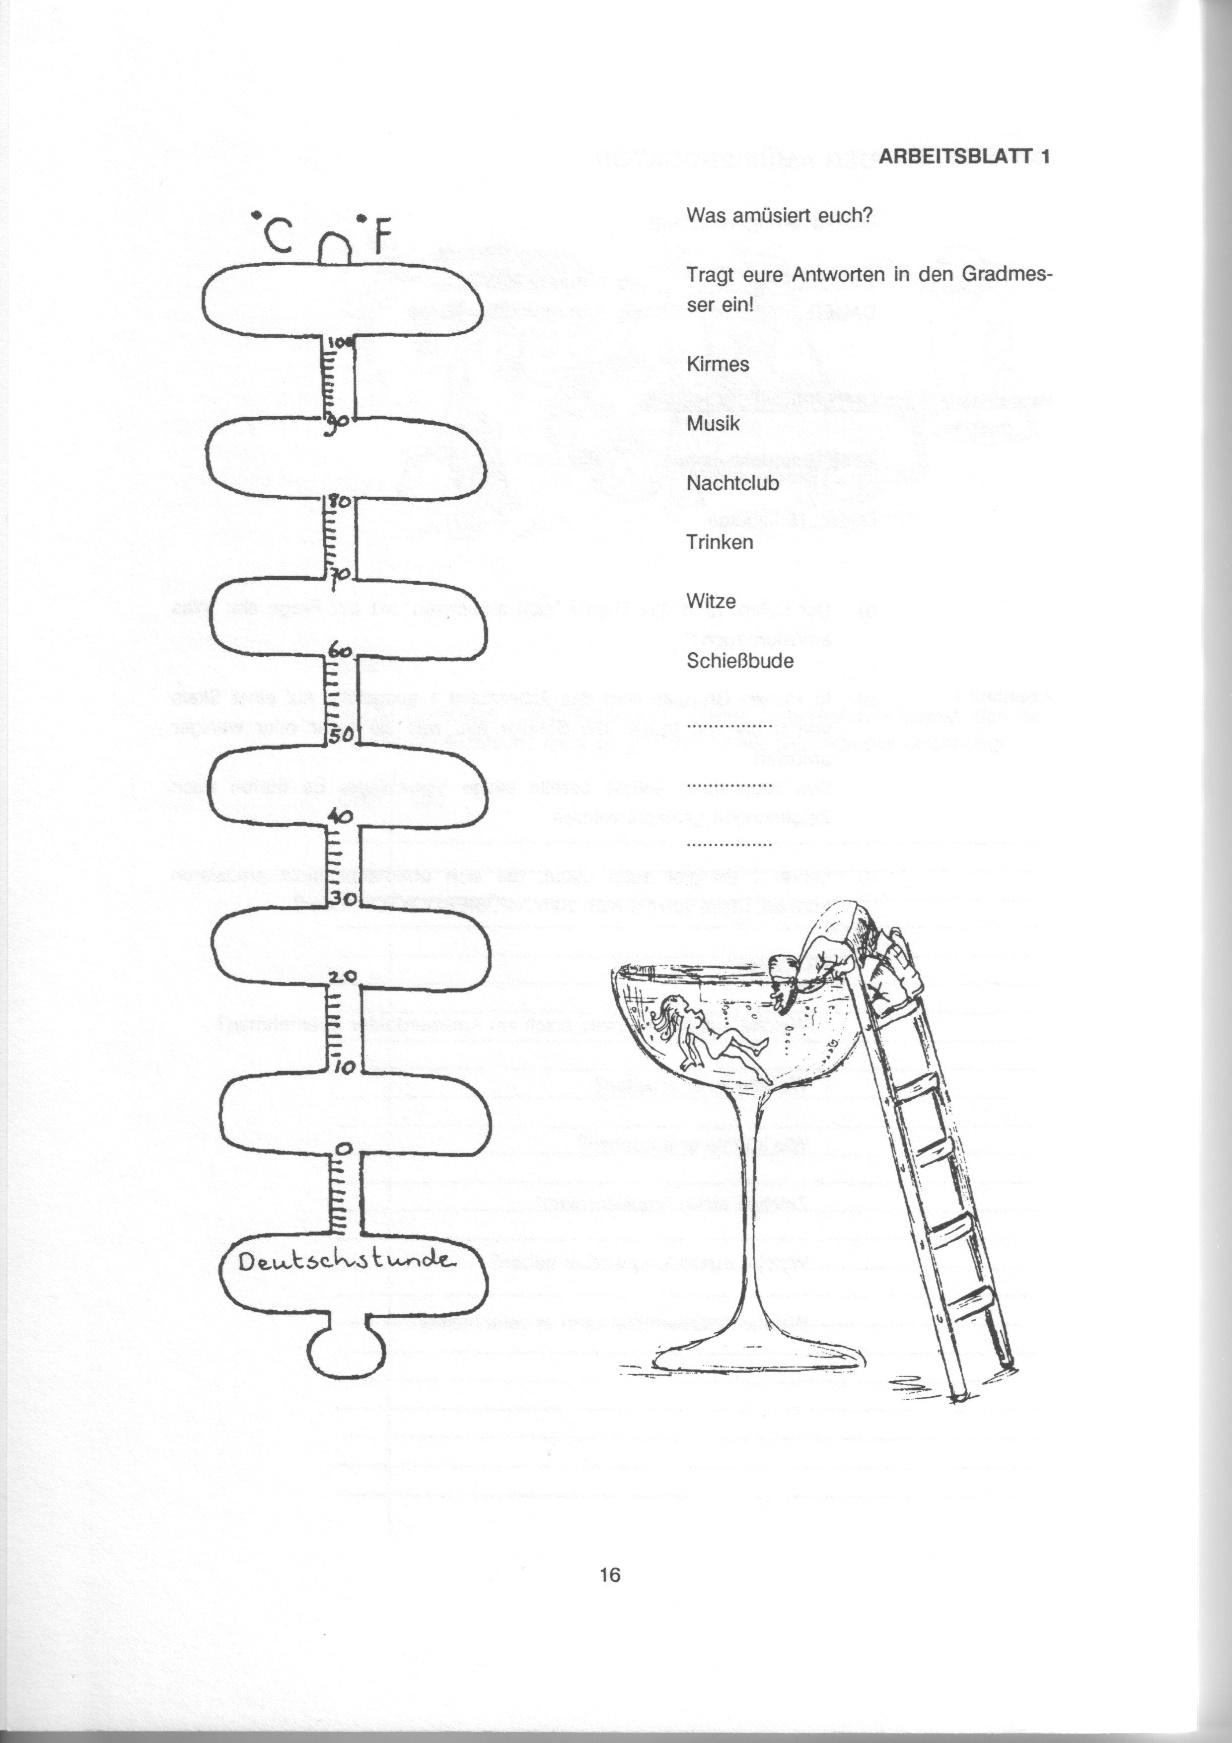 ARBEITSBLATT 1
Was amüsiert euch?
Tragt eure Antworten in den Gradmes-
ser ein!
Kirmes
Musik
Nachtclub
Trinken
Witze
Schießbude
................
................
................
°C °F
100
90
80
70
60
50
40
30
20
10
0
Deutschstunde
16